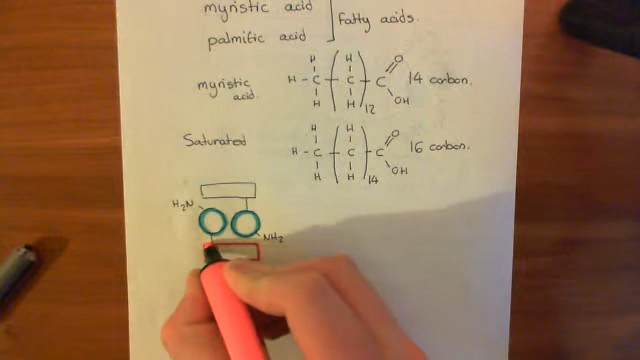 myristic acid
palmitic acid
Fatty acids.
myristic acid.
H
H
H - C - C - C
O
OH
H
H
12
14 carbon.
Saturated
H
H
H - C - C - C
O
OH
H
H
14
16 carbon.
H₂N
NH₂